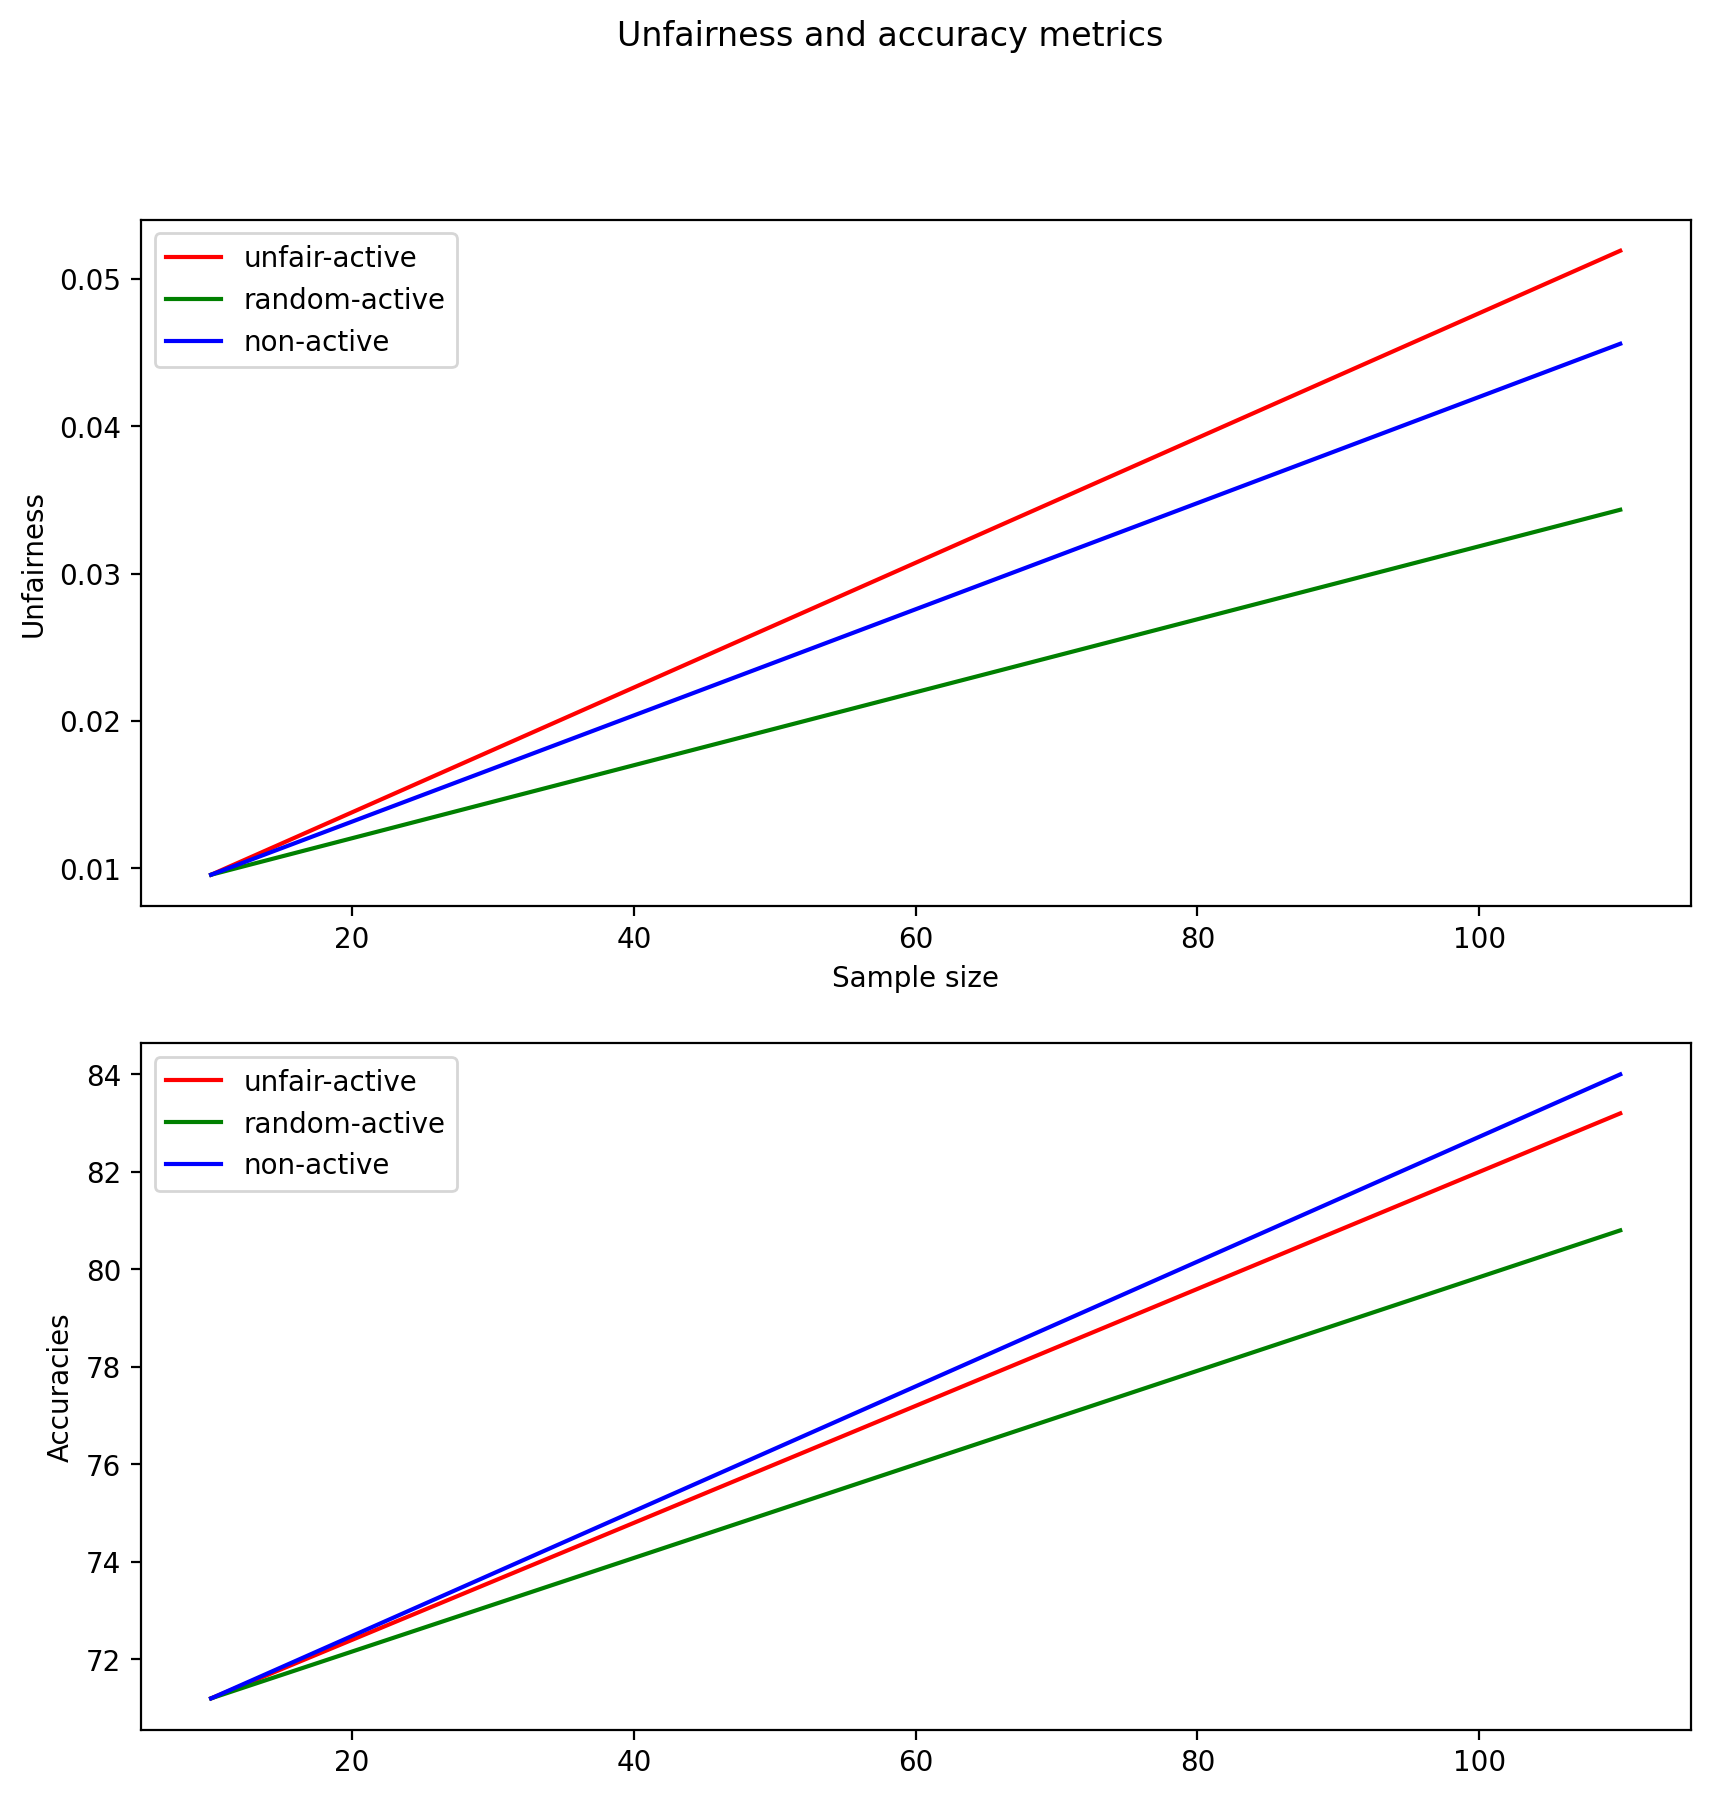 Unfairness and accuracy metrics
unfair-active
random-active
non-active
0.05
0.04
0.03
0.02
0.01
Unfairness
20 40 60 80 100
Sample size
unfair-active
random-active
non-active
84
82
80
78
76
74
72
Accuracies
20 40 60 80 100